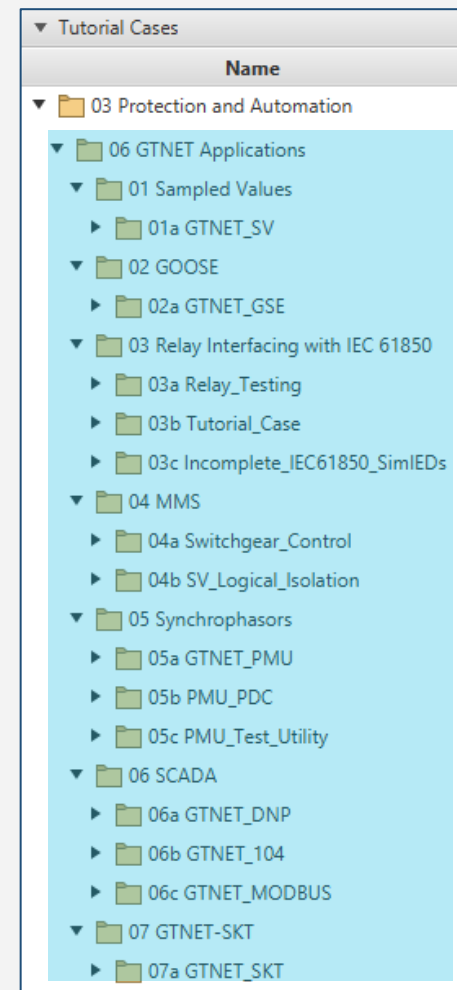 Tutorial Cases
Name
03 Protection and Automation
06 GTNET Applications
01 Sampled Values
01a GTNET_SV
02 GOOSE
02a GTNET_GSE
03 Relay Interfacing with IEC 61850
03a Relay_Testing
03b Tutorial_Case
03c Incomplete_IEC61850_SimIEDs
04 MMS
04a Switchgear_Control
04b SV_Logical_Isolation
05 Synchrophasors
05a GTNET_PMU
05b PMU_PDC
05c PMU_Test_Utility
06 SCADA
06a GTNET_DNP
06b GTNET_104
06c GTNET_MODBUS
07 GTNET-SKT
07a GTNET_SKT